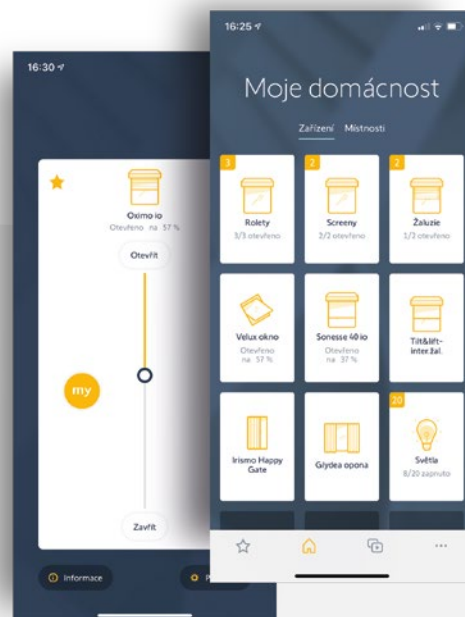 16:30
Oximo io
Otevřeno na 57 %
Otevřít
my
Zavřít
Informace
16:25
Moje domácnost
Zařízení Místnosti
3
2
2
Rolety
3/3 otevřeno
Screeny
2/2 otevřeno
Žaluzie
1/2 otevřeno
Velux okno
Otevřeno
na 57 %
Sonesse 40 io
Otevřeno
na 37 %
Tilt&lift-
inter.žal.
20
Irismo Happy
Gate
Glydea opona
Světla
8/20 zapnuto